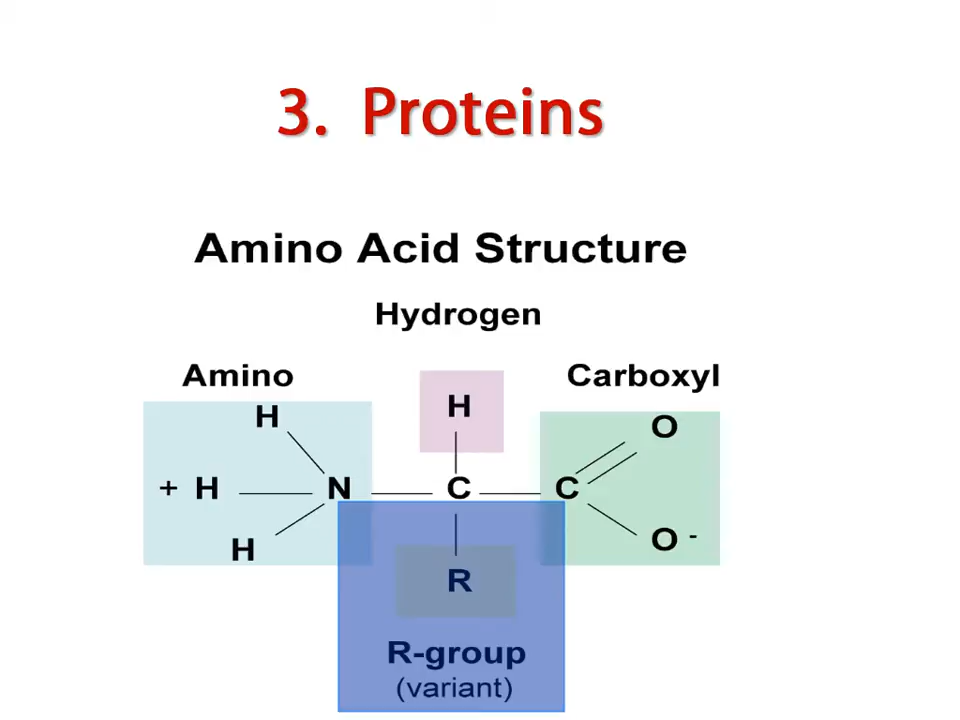 3. Proteins
Amino Acid Structure
Hydrogen
Amino
Carboxyl
H
H
O
+ H
N
C
C
H
O -
R
R-group
(variant)